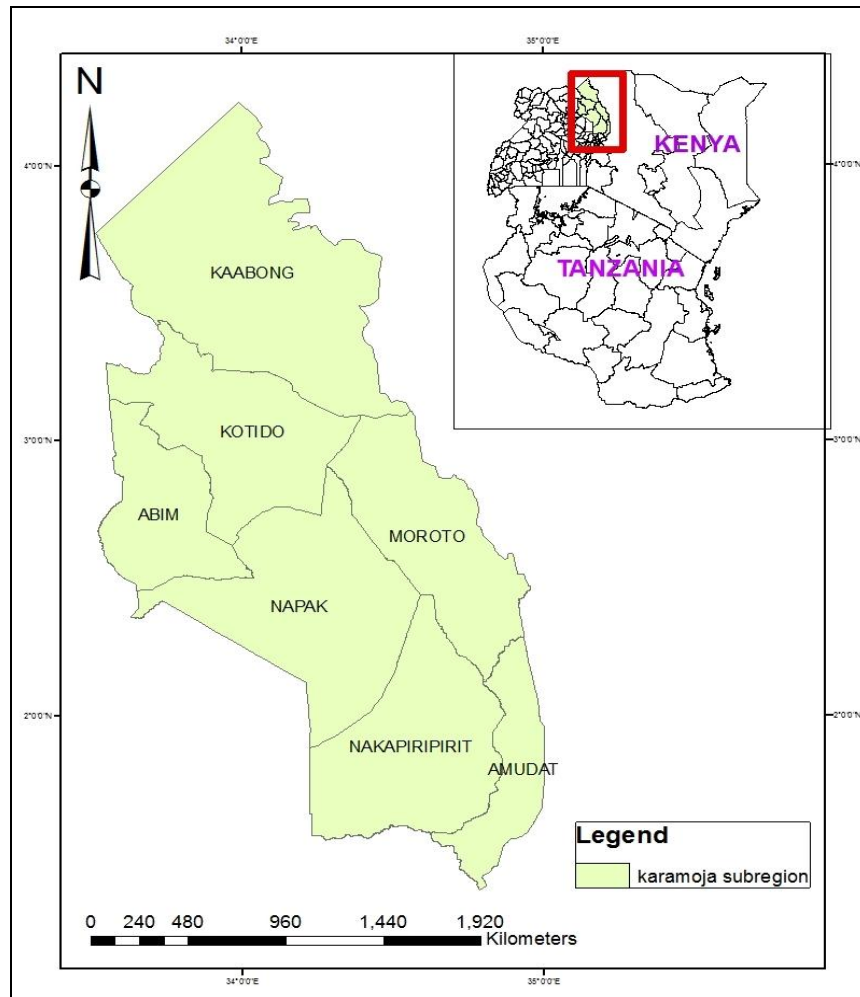 34°0'0"E 35°0'0"E
N
4°0'0"N 4°0'0"N
KENYA
TANZANIA
KAABONG
3°0'0"N 3°0'0"N
KOTIDO
ABIM
MOROTO
NAPAK
2°0'0"N 2°0'0"N
NAKAPIRIPIRIT
AMUDAT
Legend
karamoja subregion
0 240 480 960 1,440 1,920
Kilometers
34°0'0"E 35°0'0"E